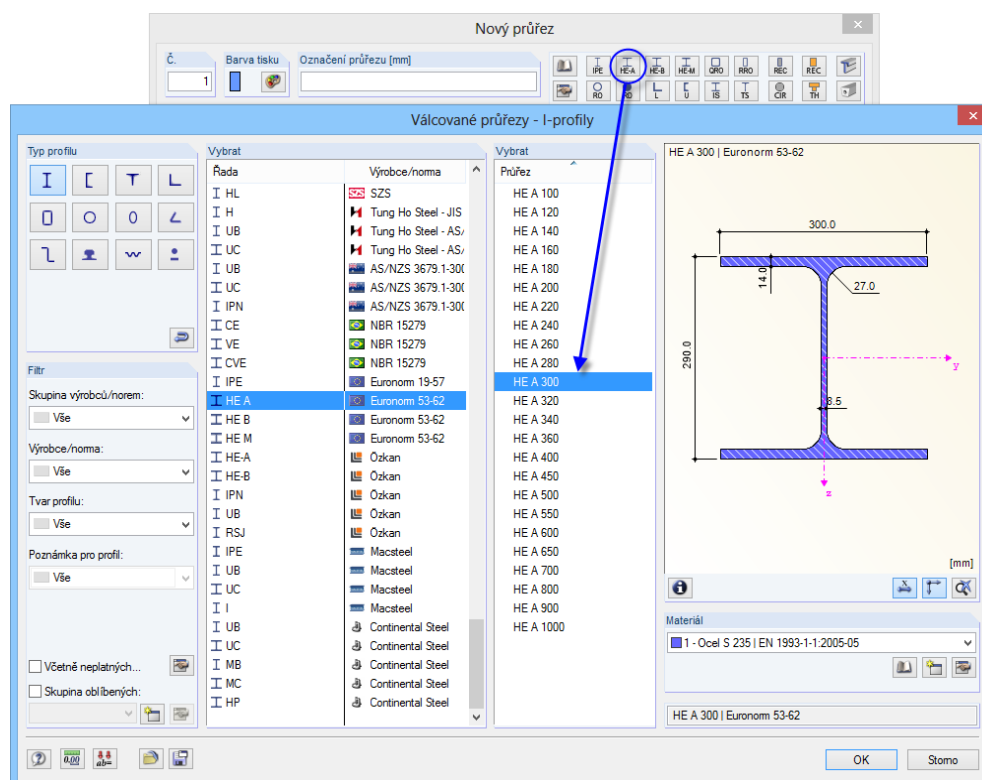 Nový průřez
Č.
Barva tisku
Označení průřezu [mm]
1
IPE
HE-A
HE-B
HE-M
QRO
RRO
REC
REC
RO
L
U
IS
TS
CIR
TH
Válcované průřezy - I-profily
Typ profilu
Filtr
Skupina výrobců/norem:
Vše
Výrobce/norma:
Vše
Tvar profilu:
Vše
Poznámka pro profil:
Vše
Včetně neplatných...
Skupina oblíbených:
Vybrat
Řada Výrobce/norma
HL SZS
H Tung Ho Steel - JIS
UB Tung Ho Steel - AS/
UC Tung Ho Steel - AS/
UB AS/NZS 3679.1-300
UC AS/NZS 3679.1-300
IPN AS/NZS 3679.1-300
CE NBR 15279
VE NBR 15279
CVE NBR 15279
IPE Euronorm 19-57
HE A Euronorm 53-62
HE B Euronorm 53-62
HE M Euronorm 53-62
HE-A Özkan
HE-B Özkan
IPN Özkan
UB Özkan
RSJ Özkan
IPE Macsteel
UB Macsteel
UC Macsteel
I Macsteel
UB Continental Steel
UC Continental Steel
MB Continental Steel
MC Continental Steel
HP Continental Steel
Vybrat
Průřez
HE A 100
HE A 120
HE A 140
HE A 160
HE A 180
HE A 200
HE A 220
HE A 240
HE A 260
HE A 280
HE A 300
HE A 320
HE A 340
HE A 360
HE A 400
HE A 450
HE A 500
HE A 550
HE A 600
HE A 650
HE A 700
HE A 800
HE A 900
HE A 1000
HE A 300 | Euronorm 53-62
300.0
14.0
27.0
290.0
y
8.5
z
[mm]
Materiál
1 - Ocel S 235 | EN 1993-1-1:2005-05
HE A 300 | Euronorm 53-62
0.00
OK
Storno